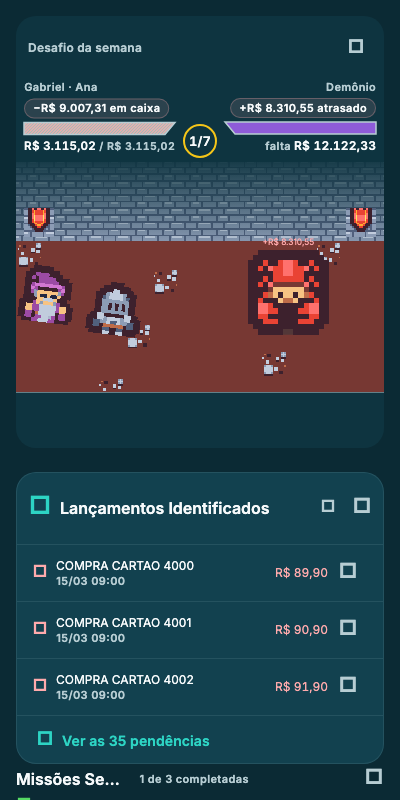 Desafio da semana
Gabriel · Ana
Demônio
−R$ 9.007,31 em caixa
+R$ 8.310,55 atrasado
R$ 3.115,02 / R$ 3.115,02
1/7
falta R$ 12.122,33
+R$ 8.310,55
Lançamentos Identificados
COMPRA CARTAO 4000
15/03 09:00
R$ 89,90
COMPRA CARTAO 4001
15/03 09:00
R$ 90,90
COMPRA CARTAO 4002
15/03 09:00
R$ 91,90
Ver as 35 pendências
Missões Se...
1 de 3 completadas